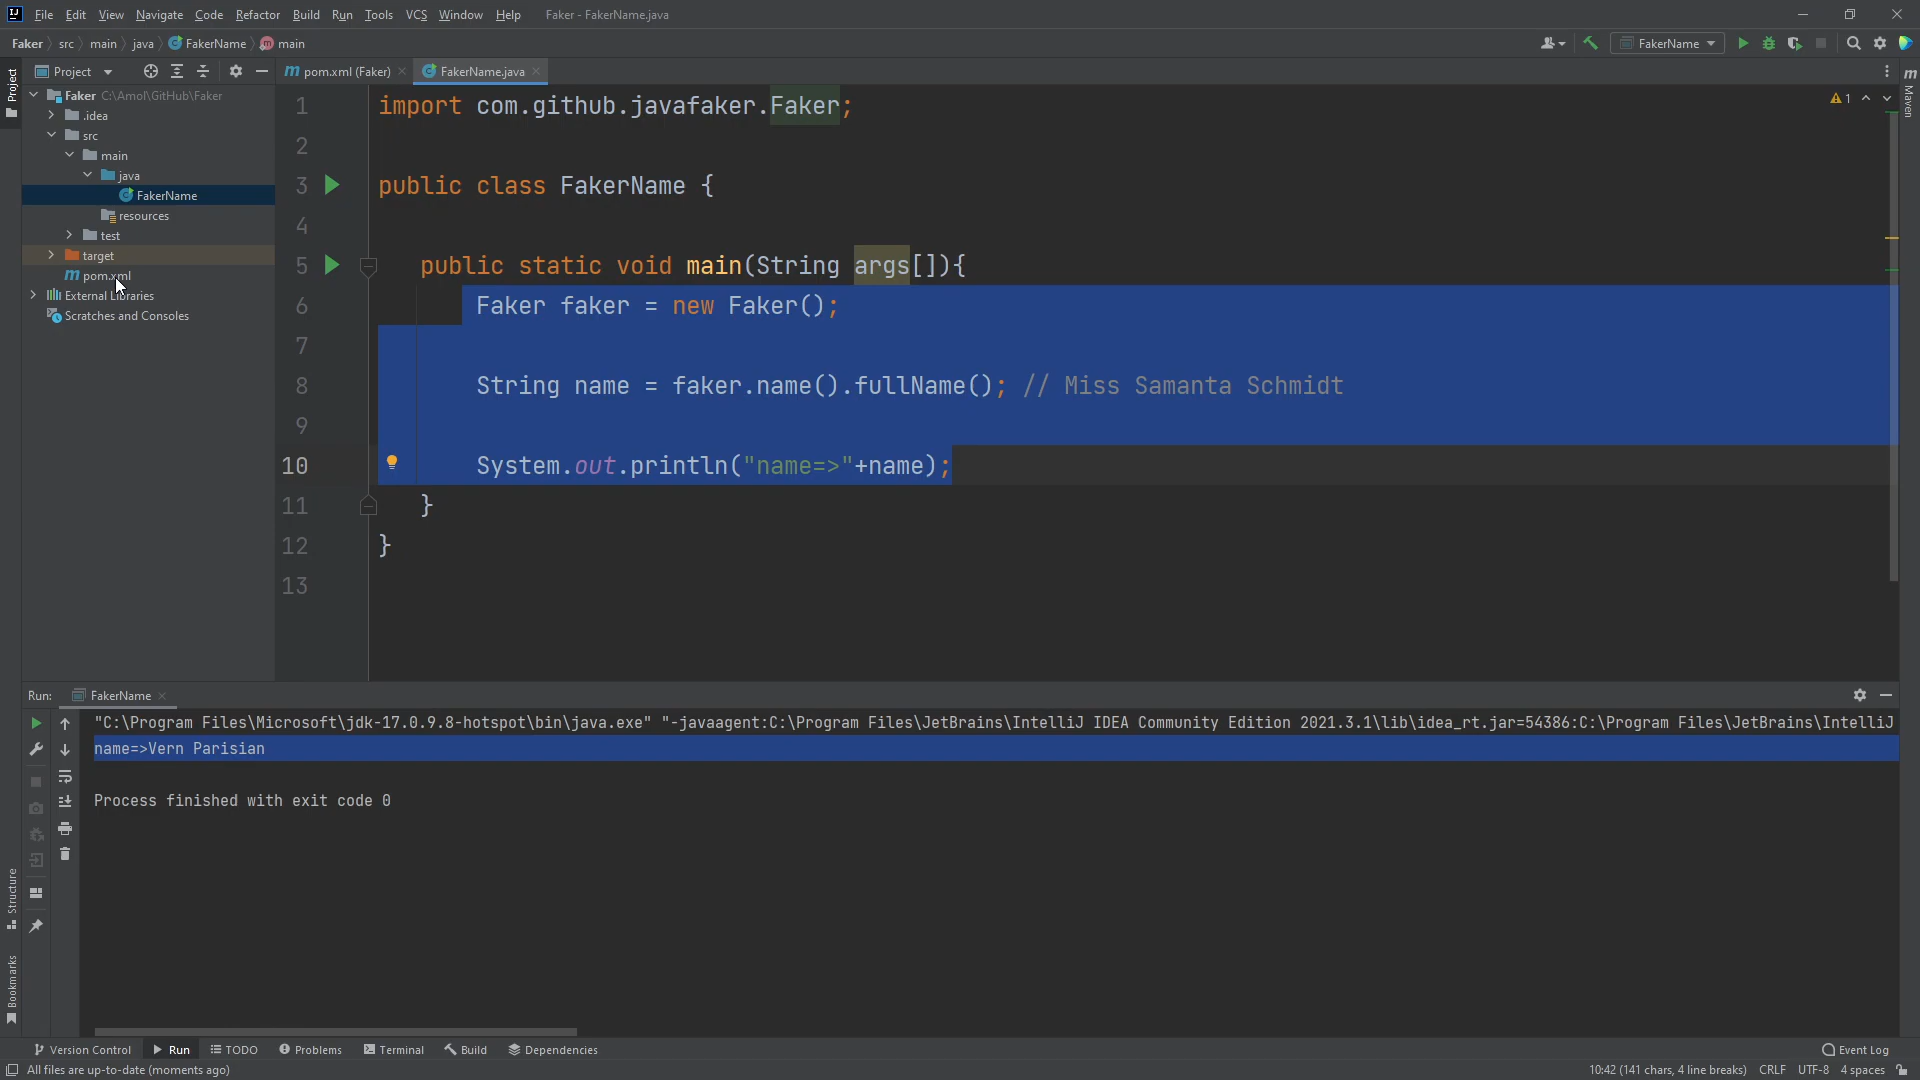 File Edit View Navigate Code Refactor Build Run Tools VCS Window Help Faker - FakerName.java
Faker src main java FakerName main FakerName
Project pom.xml (Faker) FakerName.java
Faker C:\Amol\GitHub\Faker
.idea
src
main
java
FakerName
resources
test
target
pom.xml
External Libraries
Scratches and Consoles
1 import com.github.javafaker.Faker;
2
3 public class FakerName {
4
5 public static void main(String args[]){
6 Faker faker = new Faker();
7
8 String name = faker.name().fullName(); // Miss Samanta Schmidt
9
10 System.out.println("name=>"+name);
11 }
12 }
13
1
Project
Maven
Run: FakerName
"C:\Program Files\Microsoft\jdk-17.0.9.8-hotspot\bin\java.exe" "-javaagent:C:\Program Files\JetBrains\IntelliJ IDEA Community Edition 2021.3.1\lib\idea_rt.jar=54386:C:\Program Files\JetBrains\IntelliJ
name=>Vern Parisian
Process finished with exit code 0
Structure
Bookmarks
Version Control Run TODO Problems Terminal Build Dependencies Event Log
All files are up-to-date (moments ago) 10:42 (141 chars, 4 line breaks) CRLF UTF-8 4 spaces